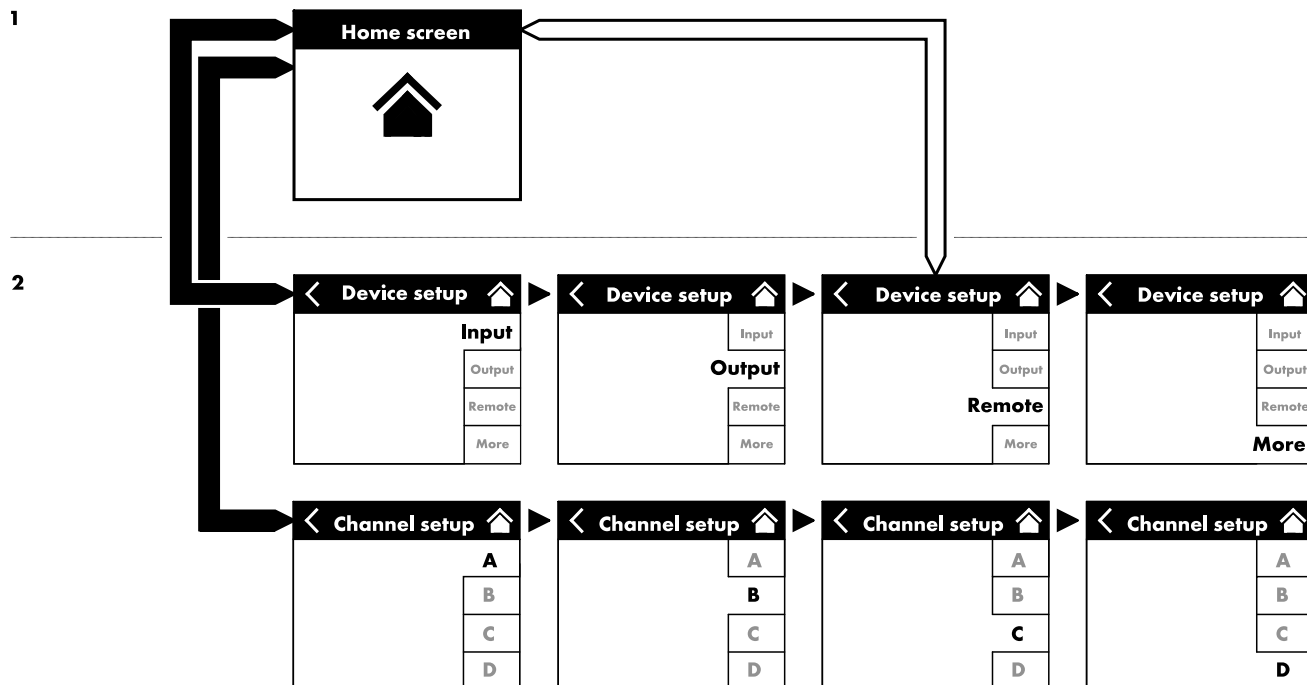 1
Home screen
2
Device setup
Input
Output
Remote
More
Device setup
Input
Output
Remote
More
Device setup
Input
Output
Remote
More
Device setup
Input
Output
Remote
More
Channel setup
A
B
C
D
Channel setup
A
B
C
D
Channel setup
A
B
C
D
Channel setup
A
B
C
D